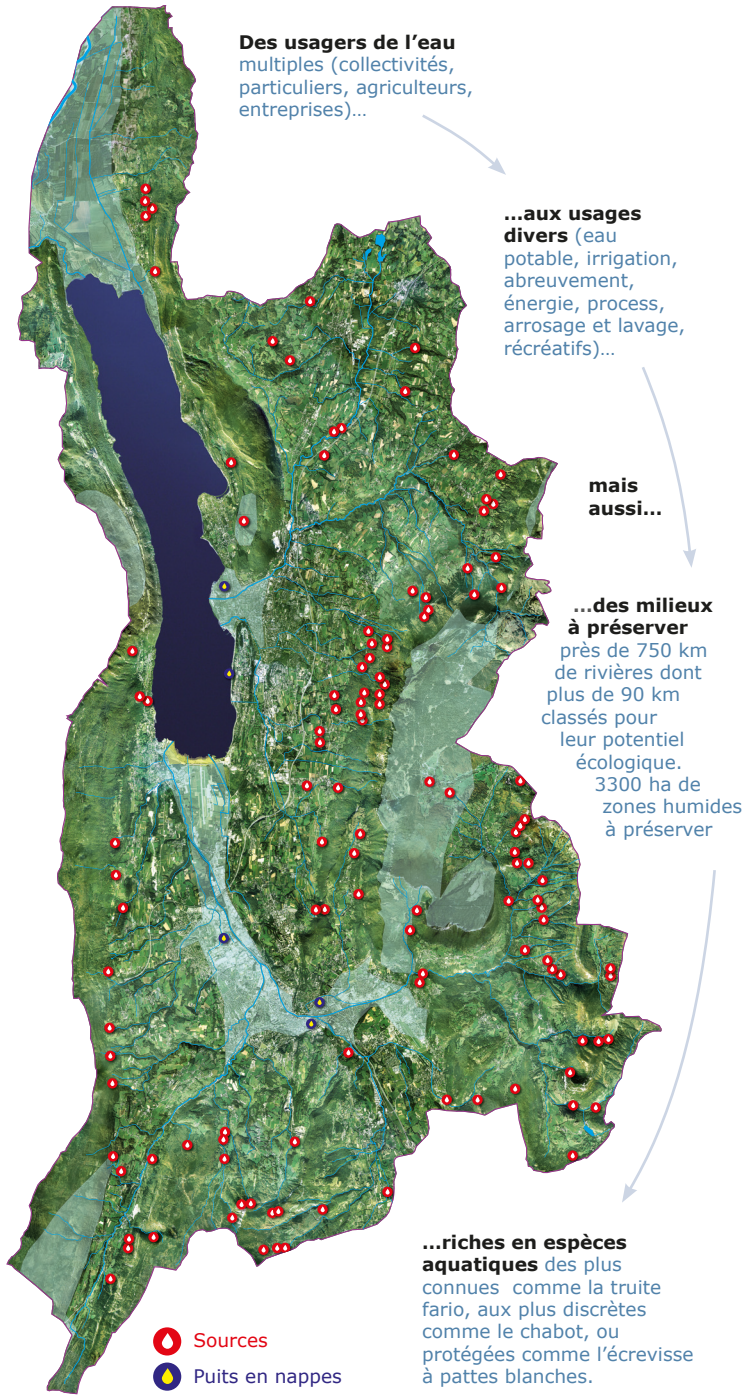 Des usagers de l’eau
multiples (collectivités,
particuliers, agriculteurs,
entreprises)…
...aux usages
divers (eau
potable, irrigation,
abreuvement,
énergie, process,
arrosage et lavage,
récréatifs)…
mais
aussi...
...des milieux
à préserver
près de 750 km
de rivières dont
plus de 90 km
classés pour
leur potentiel
écologique.
3300 ha de
zones humides
à préserver
...riches en espèces
aquatiques des plus
connues comme la truite
fario, aux plus discrètes
comme le chabot, ou
protégées comme l’écrevisse
à pattes blanches.
Sources
Puits en nappes